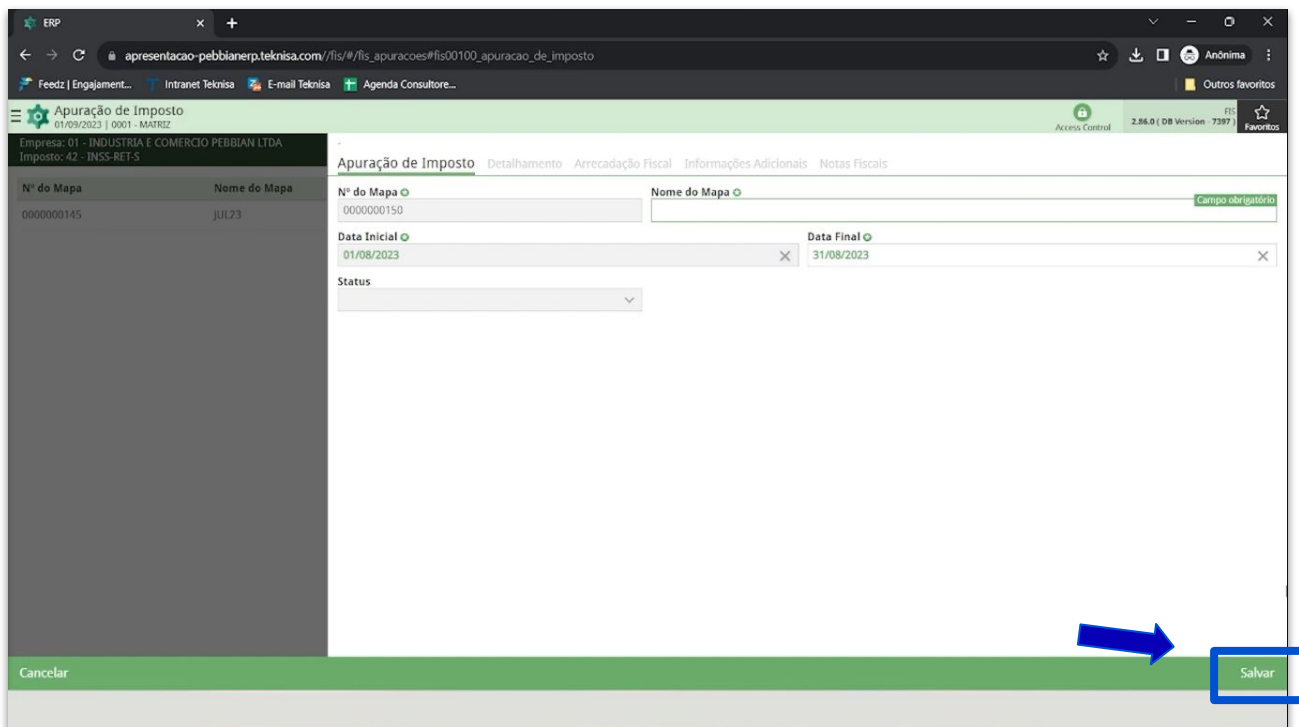 ERP
apresentacao-pebbianerp.teknisa.com//fis/#/fis_apuracoes#fis00100_apuracao_de_imposto
Anônima
Feedz | Engajament... Intranet Teknisa E-mail Teknisa Agenda Consultore... Outros favoritos
Apuração de Imposto
01/09/2023 | 0001 - MATRIZ
Access Control
FIS
2.86.0 ( DB Version - 7397 )
Favoritos
Empresa: 01 - INDUSTRIA E COMERCIO PEBBIAN LTDA
Imposto: 42 - INSS-RET-S
Nº do Mapa Nome do Mapa
0000000145 JUL23
Apuração de Imposto Detalhamento Arrecadação Fiscal Informações Adicionais Notas Fiscais
Nº do Mapa Nome do Mapa
Campo obrigatório
0000000150
Data Inicial Data Final
01/08/2023 31/08/2023
Status
Cancelar Salvar